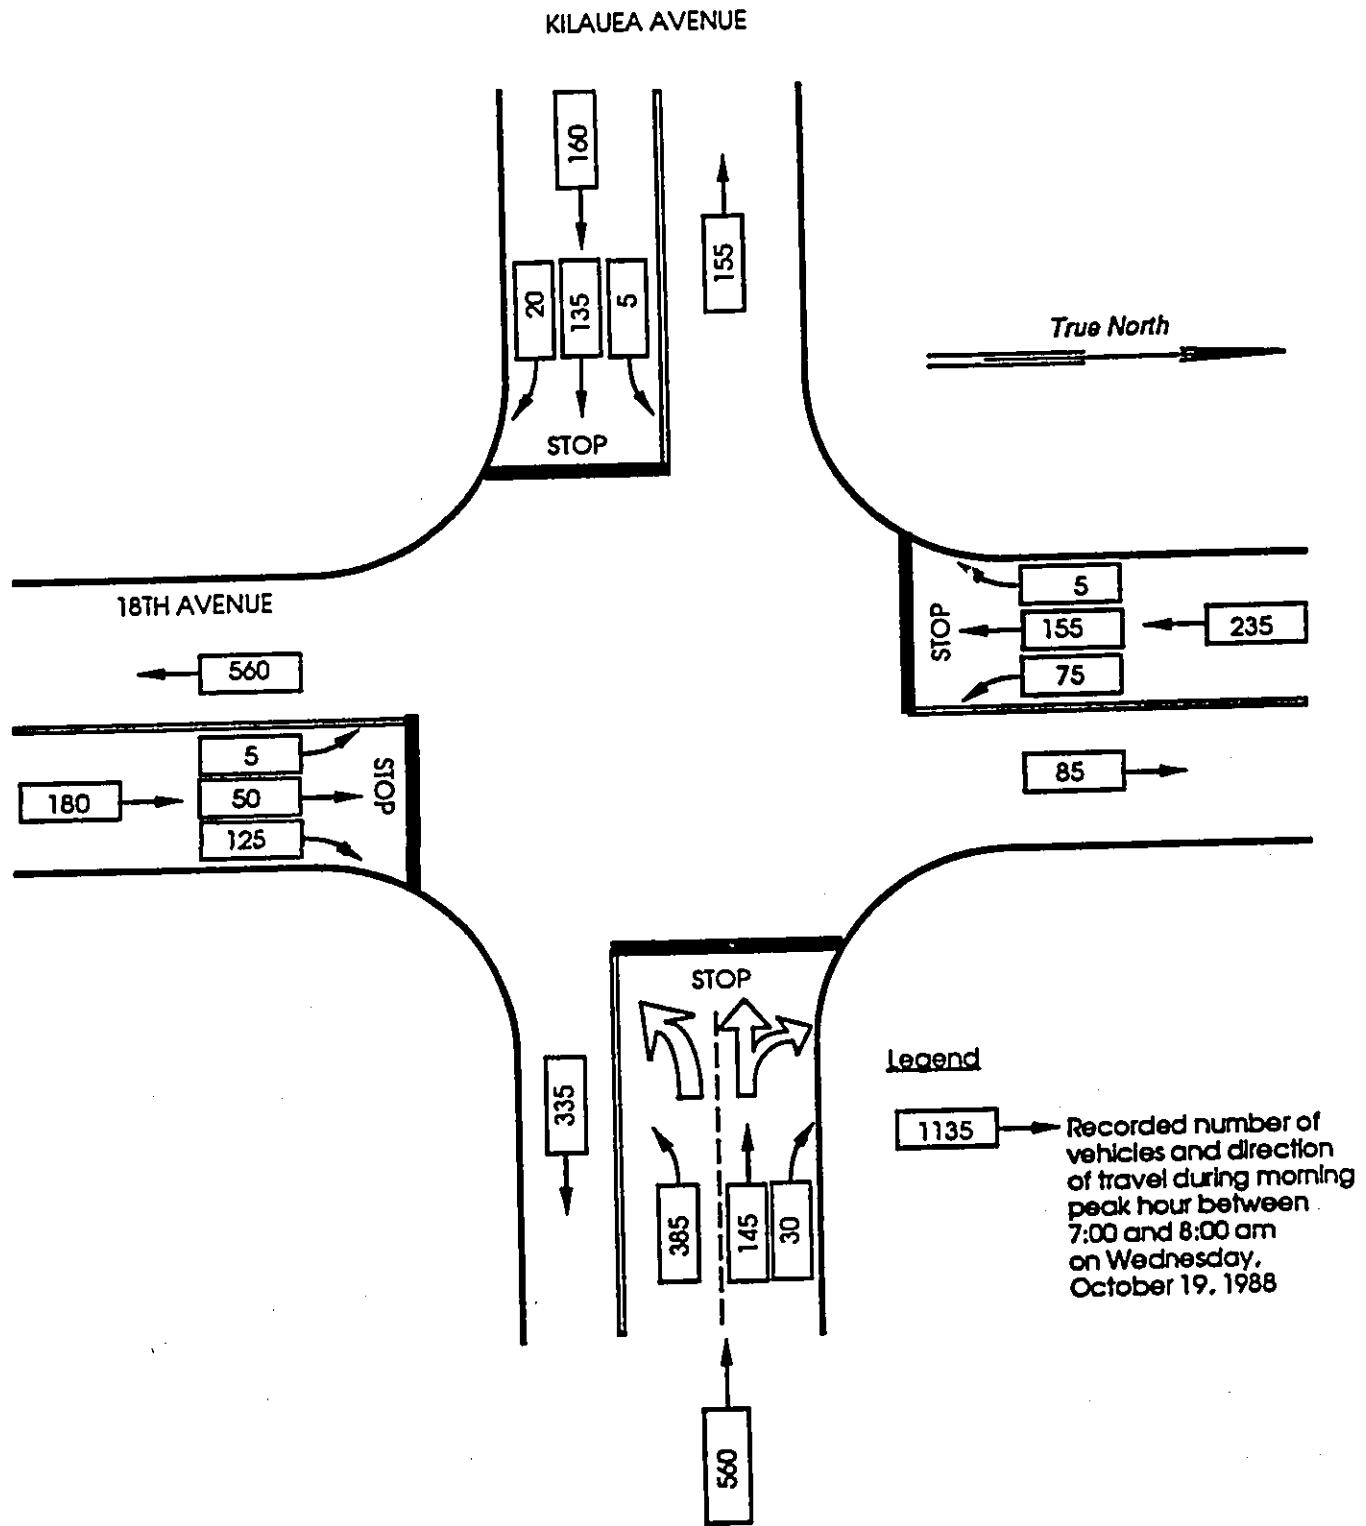 KILAUEA AVENUE
160
155
20
135
5
True North
STOP
18TH AVENUE
5
155
235
STOP
75
560
5
180
50
STOP
125
85
STOP
335
385
145
30
560
Legend
1135
Recorded number of
vehicles and direction
of travel during morning
peak hour between
7:00 and 8:00 am
on Wednesday,
October 19, 1988